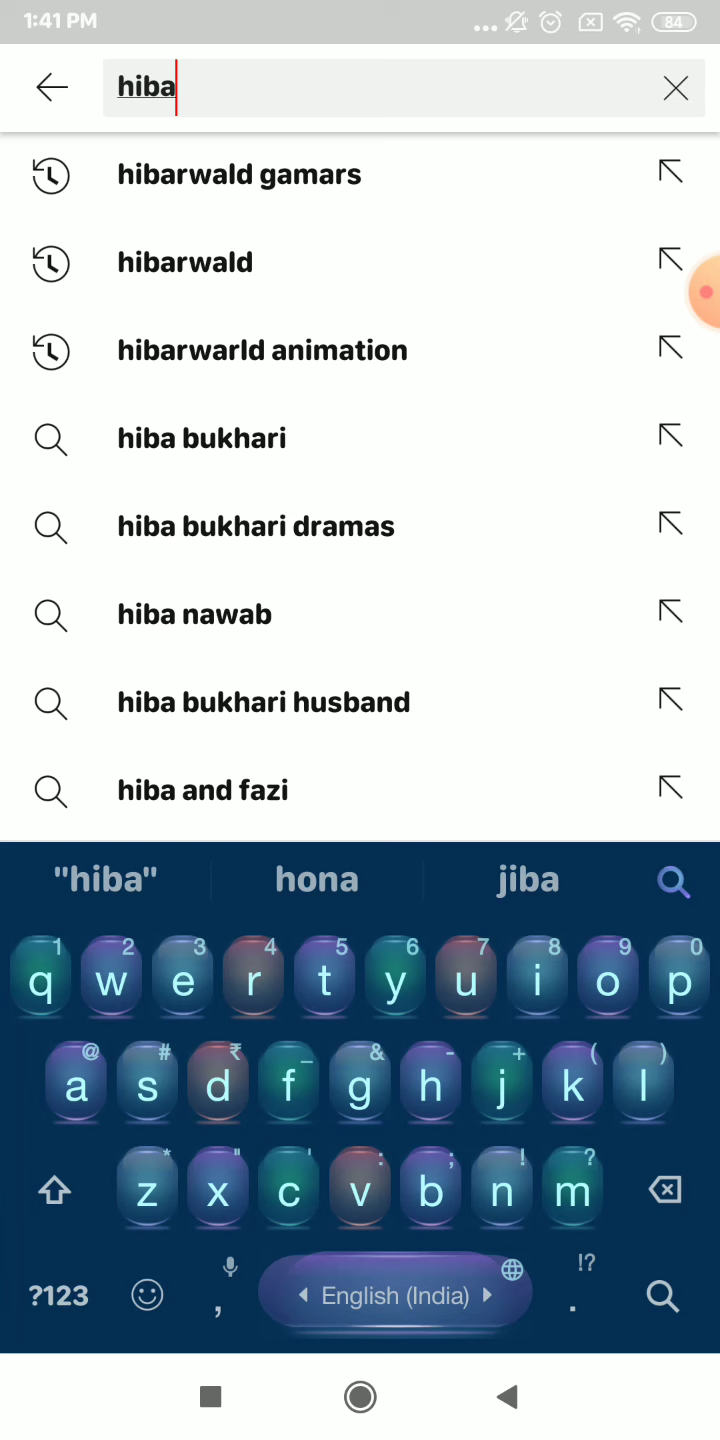 1:41 PM
84
hiba
hibarwald gamars
hibarwald
hibarwarld animation
hiba bukhari
hiba bukhari dramas
hiba nawab
hiba bukhari husband
hiba and fazi
"hiba" hona jiba
1 2 3 4 5 6 7 8 9 0
q w e r t y u i o p
@ # ₹ _ & - + ( )
a s d f g h j k l
* " ' : ; ! ?
z x c v b n m
!?
?123 , English (India) .